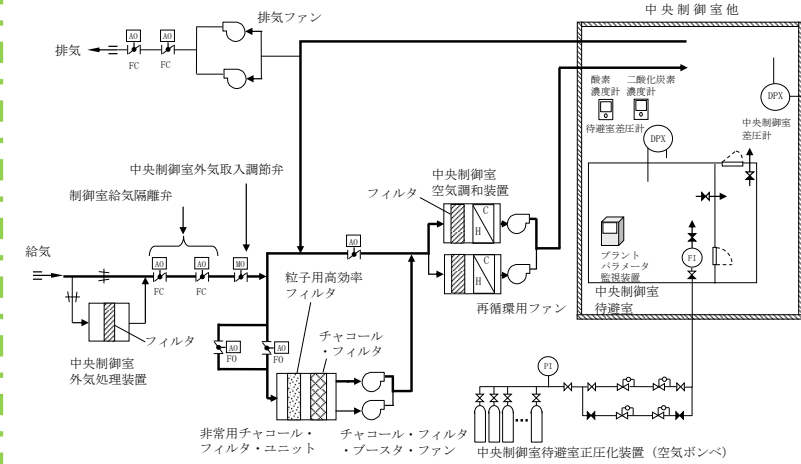 中央制御室他
排気ファン
排気
AO
AO
FC
FC
酸素
濃度計
二酸化炭素
濃度計
DPX
待避室差圧計
DPX
中央制御室
差圧計
中央制御室外気取入調節弁
制御室給気隔離弁
中央制御室
空気調和装置
フィルタ
C
H
C
H
給気
AO
AO
MO
AO
FC
FC
粒子用高効率
フィルタ
再循環用ファン
プラント
パラメータ
監視装置
FI
中央制御室
待避室
フィルタ
AO
FO
AO
FO
チャコール
・フィルタ
中央制御室
外気処理装置
PI
非常用チャコール・
フィルタ・ユニット
チャコール・フィルタ
・ブースタ・ファン
中央制御室待避室正圧化装置（空気ボンベ）